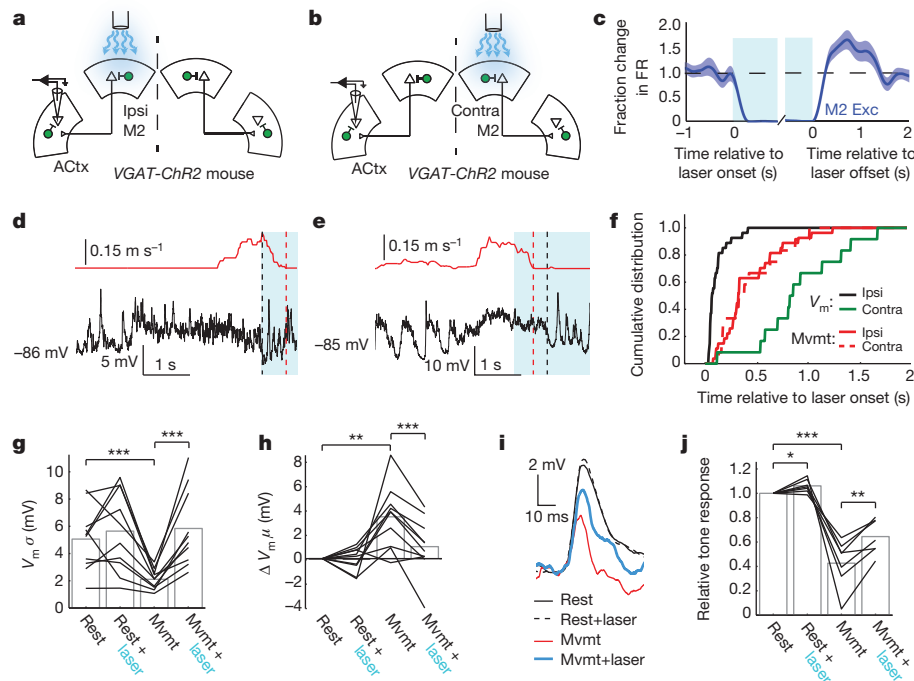 a
Ipsi
M2
ACtx
VGAT-ChR2 mouse
b
Contra
M2
ACtx
VGAT-ChR2 mouse
c
Fraction change
in FR
2.0
1.0
0
M2 Exc
−1
0
0
2
Time relative to
laser onset (s)
Time relative to
laser offset (s)
d
0.15 m s−1
−86 mV
5 mV
1 s
e
0.15 m s−1
−85 mV
10 mV
1 s
f
Cumulative distribution
1.0
0.8
0.6
0.4
0.2
0
Vm:
Ipsi
Contra
Mvmt:
Ipsi
Contra
0
0.5
1.0
1.5
2
Time relative to laser onset (s)
g
***
***
Vm σ (mV)
10
8
6
4
2
0
Rest
Rest +
laser
Mvmt
Mvmt +
laser
h
**
***
Δ Vm μ (mV)
8
6
4
2
0
−2
−4
Rest
Rest +
laser
Mvmt
Mvmt +
laser
i
2 mV
10 ms
Rest
Rest+laser
Mvmt
Mvmt+laser
j
***
*
**
Relative tone response
1.2
1.0
0.8
0.6
0.4
0.2
0
Rest
Rest +
laser
Mvmt
Mvmt +
laser